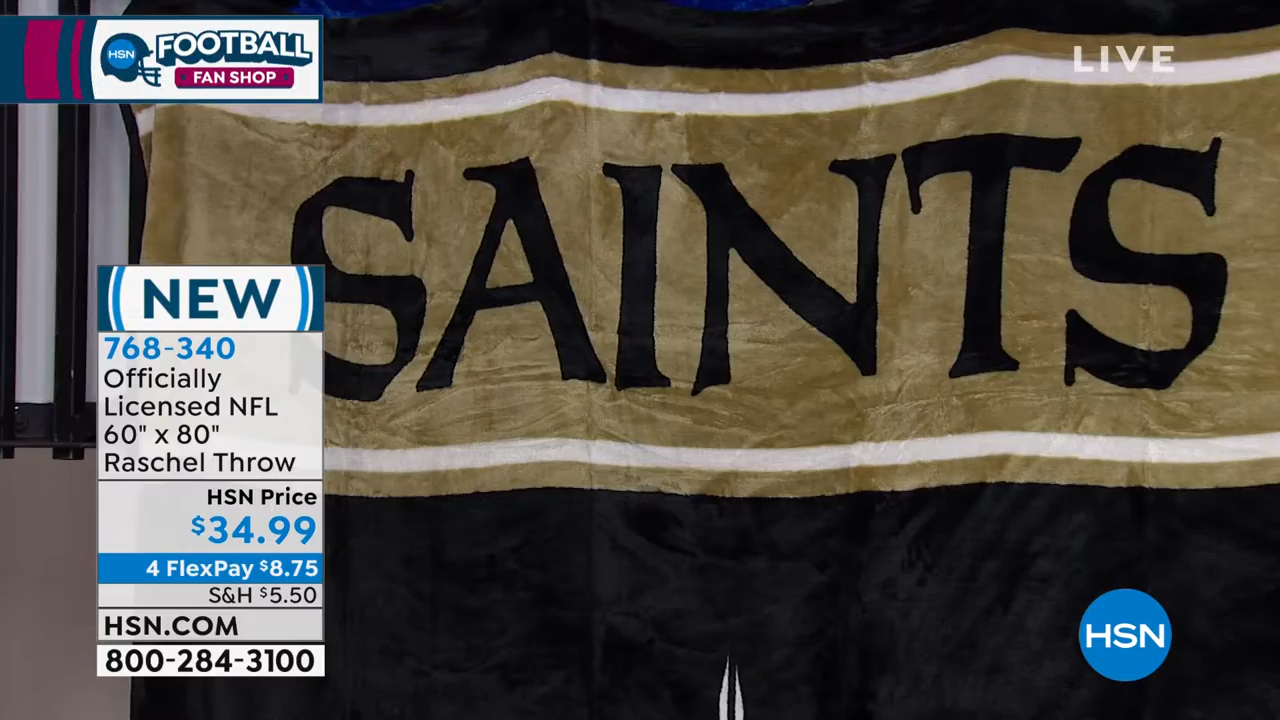 HSN
FOOTBALL
FAN SHOP
LIVE
SAINTS
NEW
768-340
Officially
Licensed NFL
60" x 80"
Raschel Throw
HSN Price
$34.99
4 FlexPay $8.75
S&H $5.50
HSN.COM
800-284-3100
HSN